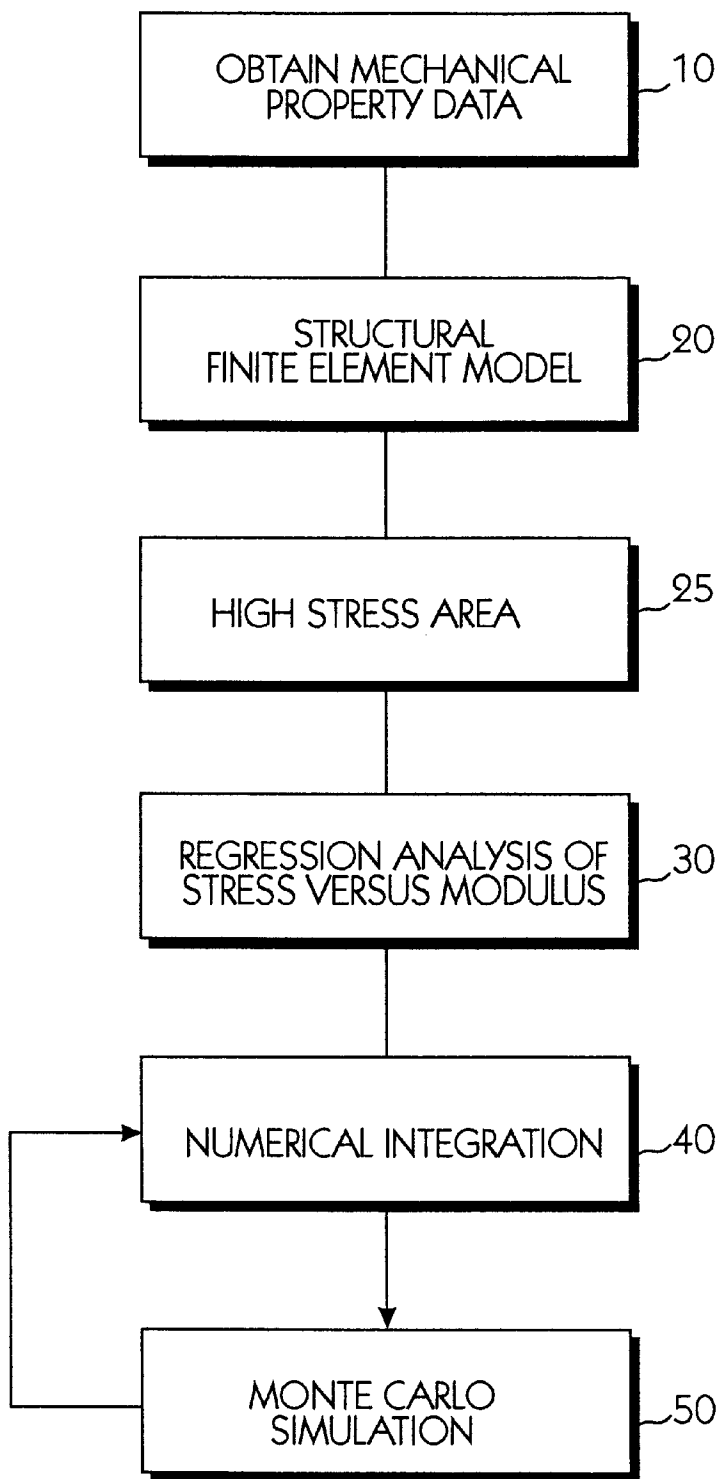 OBTAIN MECHANICAL
PROPERTY DATA
10
STRUCTURAL
FINITE ELEMENT MODEL
20
HIGH STRESS AREA
25
REGRESSION ANALYSIS OF
STRESS VERSUS MODULUS
30
NUMERICAL INTEGRATION
40
MONTE CARLO
SIMULATION
50